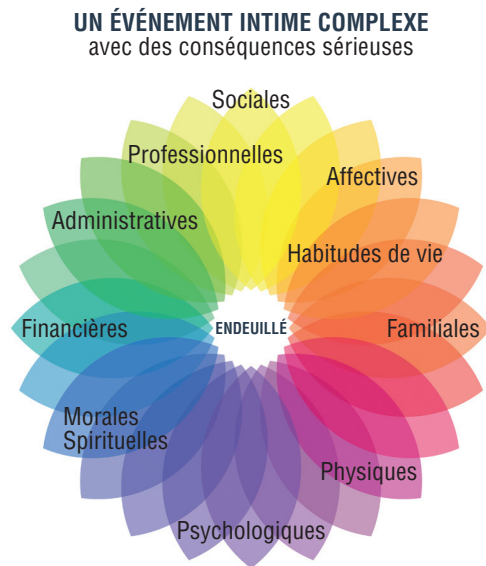 UN ÉVÉNEMENT INTIME COMPLEXE
avec des conséquences sérieuses
Sociales
Professionnelles
Affectives
Administratives
Habitudes de vie
Financières
ENDEUILLÉ
Familiales
Morales
Spirituelles
Physiques
Psychologiques